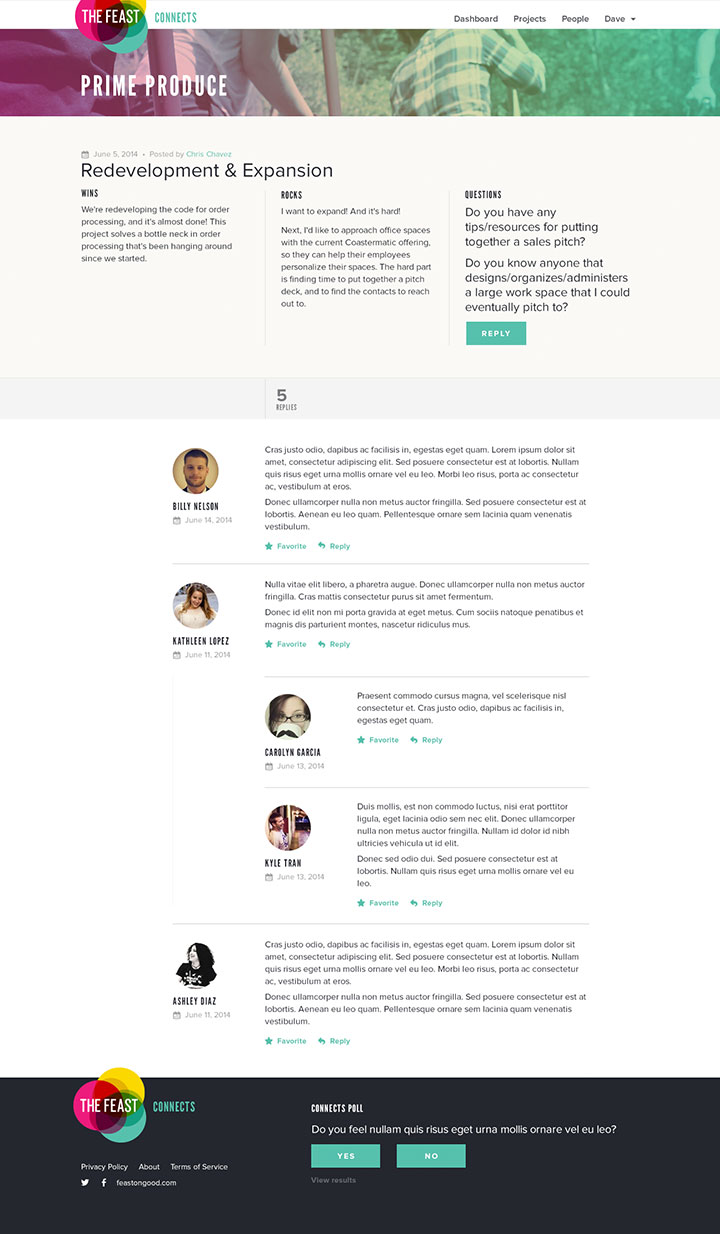 THE FEAST CONNECTS
Dashboard Projects People Dave
PRIME PRODUCE
June 5, 2014 • Posted by Chris Chavez
Redevelopment & Expansion
WINS
We're redeveloping the code for order
processing, and it's almost done! This
project solves a bottle neck in order
processing that's been hanging around
since we started.
ROCKS
I want to expand! And it's hard!
Next, I'd like to approach office spaces
with the current Coastermatic offering,
so they can help their employees
personalize their spaces. The hard part
is finding time to put together a pitch
deck, and to find the contacts to reach
out to.
QUESTIONS
Do you have any
tips/resources for putting
together a sales pitch?
Do you know anyone that
designs/organizes/administers
a large work space that I could
eventually pitch to?
REPLY
5
REPLIES
BILLY NELSON
June 14, 2014
Cras justo odio, dapibus ac facilisis in, egestas eget quam. Lorem ipsum dolor sit
amet, consectetur adipiscing elit. Sed posuere consectetur est at lobortis. Nullam
quis risus eget urna mollis ornare vel eu leo. Morbi leo risus, porta ac consectetur
ac, vestibulum at eros.
Donec ullamcorper nulla non metus auctor fringilla. Sed posuere consectetur est at
lobortis. Aenean eu leo quam. Pellentesque ornare sem lacinia quam venenatis
vestibulum.
Favorite Reply
KATHLEEN LOPEZ
June 11, 2014
Nulla vitae elit libero, a pharetra augue. Donec ullamcorper nulla non metus auctor
fringilla. Cras mattis consectetur purus sit amet fermentum.
Donec id elit non mi porta gravida at eget metus. Cum sociis natoque penatibus et
magnis dis parturient montes, nascetur ridiculus mus.
Favorite Reply
CAROLYN GARCIA
June 13, 2014
Praesent commodo cursus magna, vel scelerisque nisl
consectetur et. Cras justo odio, dapibus ac facilisis in,
egestas eget quam.
Favorite Reply
KYLE TRAN
June 13, 2014
Duis mollis, est non commodo luctus, nisi erat porttitor
ligula, eget lacinia odio sem nec elit. Donec ullamcorper
nulla non metus auctor fringilla. Nullam id dolor id nibh
ultricies vehicula ut id elit.
Donec sed odio dui. Sed posuere consectetur est at
lobortis. Nullam quis risus eget urna mollis ornare vel eu
leo.
Favorite Reply
ASHLEY DIAZ
June 11, 2014
Cras justo odio, dapibus ac facilisis in, egestas eget quam. Lorem ipsum dolor sit
amet, consectetur adipiscing elit. Sed posuere consectetur est at lobortis. Nullam
quis risus eget urna mollis ornare vel eu leo. Morbi leo risus, porta ac consectetur
ac, vestibulum at eros.
Donec ullamcorper nulla non metus auctor fringilla. Sed posuere consectetur est at
lobortis. Aenean eu leo quam. Pellentesque ornare sem lacinia quam venenatis
vestibulum.
Favorite Reply
THE FEAST CONNECTS
Privacy Policy About Terms of Service
feastongood.com
CONNECTS POLL
Do you feel nullam quis risus eget urna mollis ornare vel eu leo?
YES NO
View results